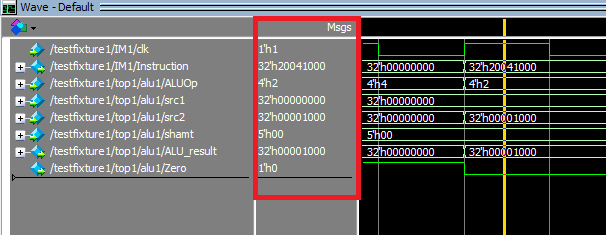 Wave - Default
Msgs
/testfixture1/IM1/clk 1'h1
/testfixture1/IM1/Instruction 32'h20041000 32'h00000000 32'h20041000
/testfixture1/top1/alu1/ALUOp 4'h2 4'h4 4'h2
/testfixture1/top1/alu1/src1 32'h00000000 32'h00000000
/testfixture1/top1/alu1/src2 32'h00001000 32'h00000000 32'h00001000
/testfixture1/top1/alu1/shamt 5'h00 5'h00
/testfixture1/top1/alu1/ALU_result 32'h00001000 32'h00000000 32'h00001000
/testfixture1/top1/alu1/Zero 1'h0